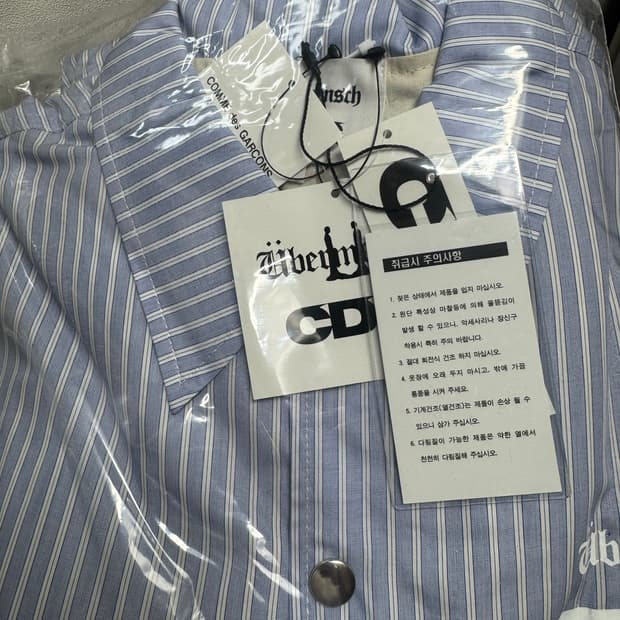 COMME des GARCONS
nsch
Überm
CD
취급시 주의사항
1. 젖은 상태에서 제품을 입지 마십시오.
2. 원단 특성상 마찰등에 의해 올뜯김이
발생 할 수 있으니, 악세사리나 장신구
착용시 특히 주의 바랍니다.
3. 절대 회전식 건조 하지 마십시오.
4. 옷장에 오래 두지 마시고, 밖에 가끔
통풍을 시켜 주세요.
5. 기계건조(열건조)는 제품이 손상 될 수
있으니 삼가 주십시오.
6. 다림질이 가능한 제품은 약한 열에서
천천히 다림질해 주십시오.
Üb